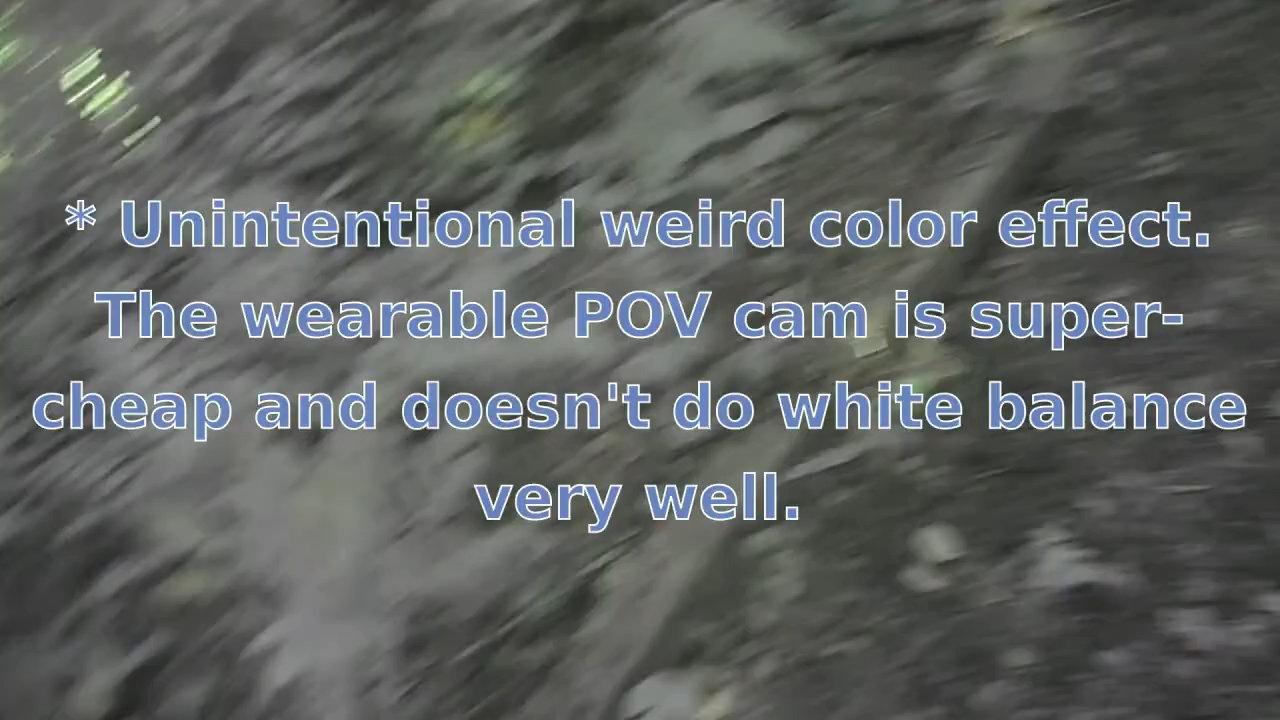 * Unintentional weird color effect.
The wearable POV cam is super-
cheap and doesn't do white balance
very well.